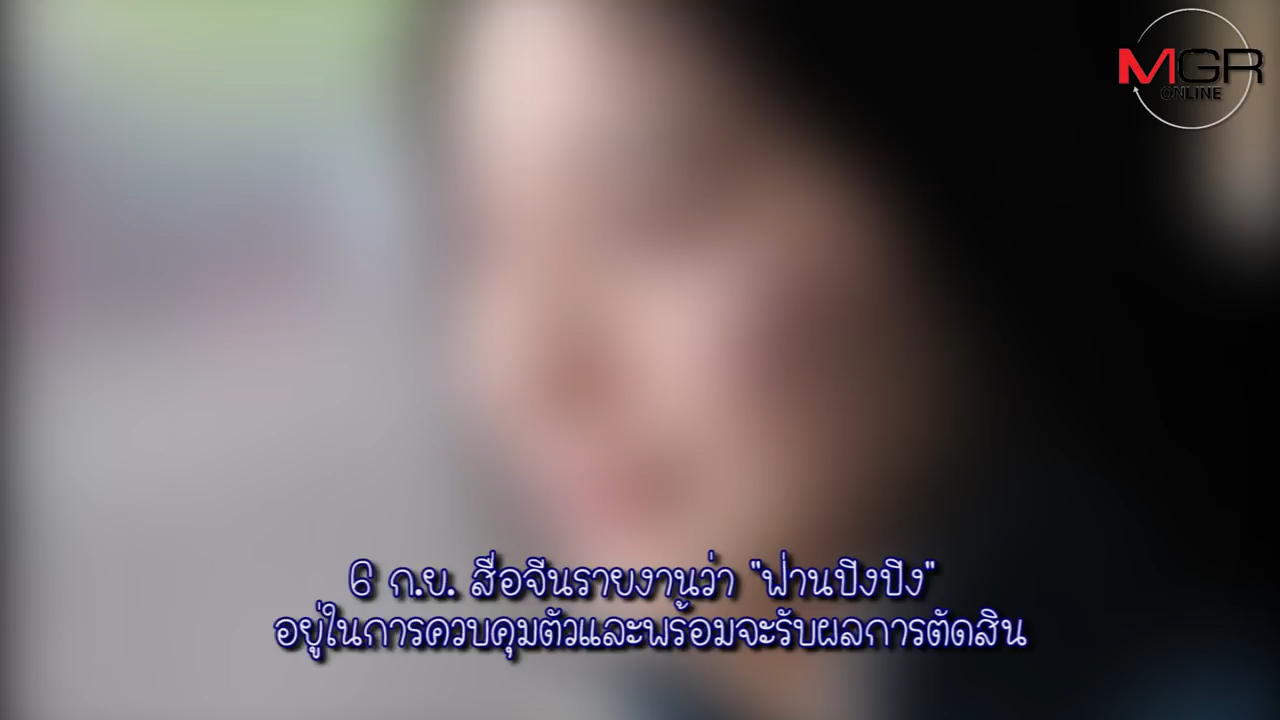 MGR
ONLINE
6 ก.ย. สื่อจีนรายงานว่า "ฟ่านปิงปิง"
อยู่ในการควบคุมตัวและพร้อมจะรับผลการตัดสิน